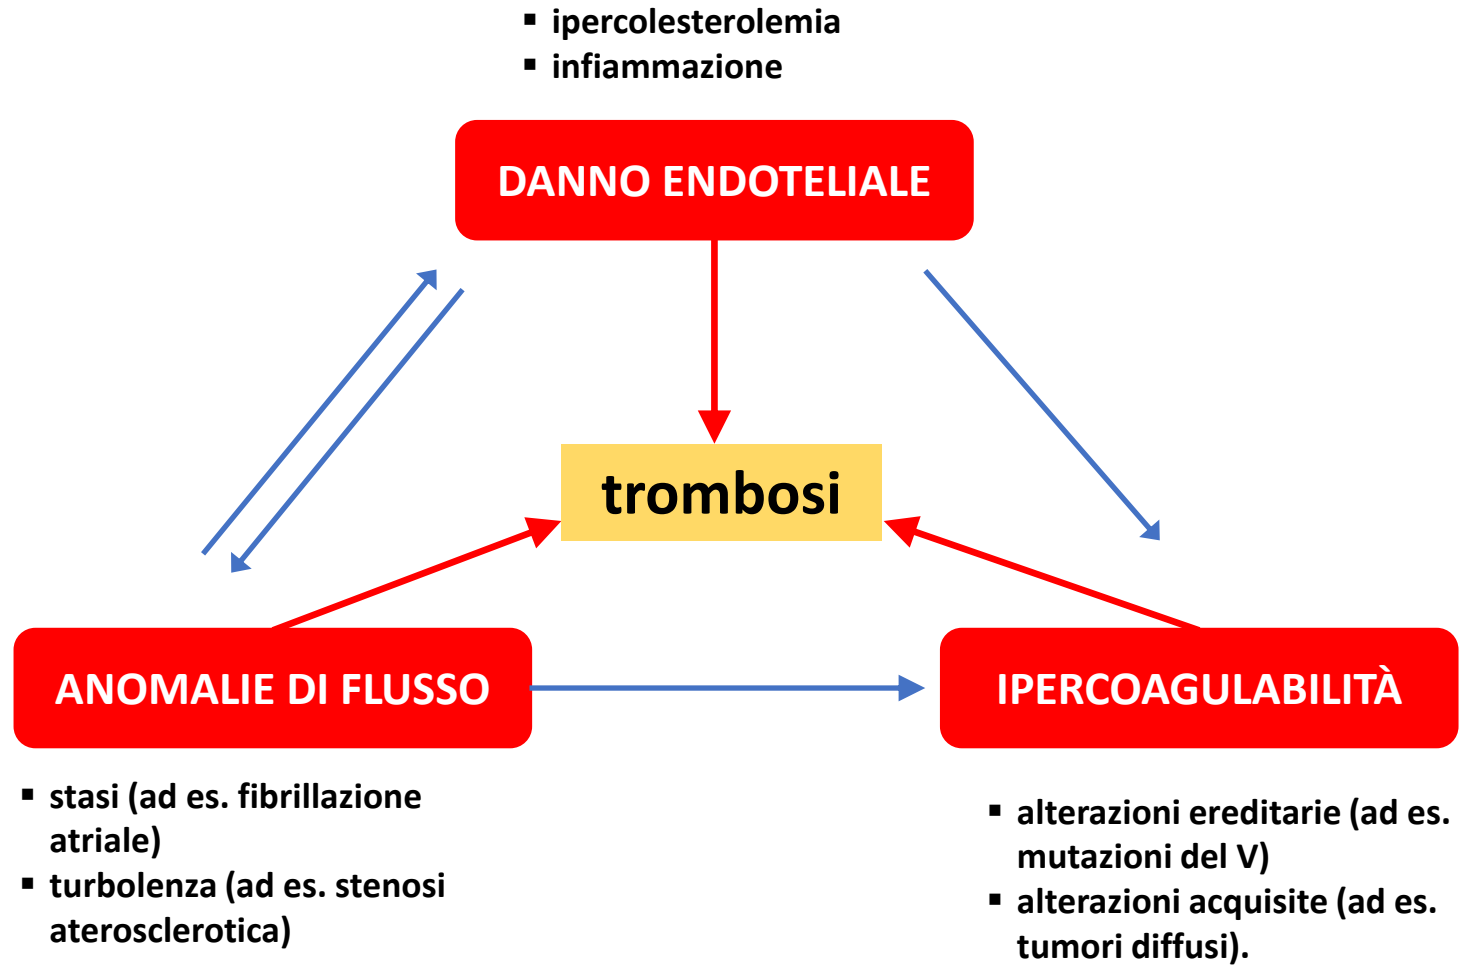 ▪ ipercolesterolemia
▪ infiammazione
DANNO ENDOTELIALE
trombosi
ANOMALIE DI FLUSSO
IPERCOAGULABILITÀ
▪ stasi (ad es. fibrillazione
atriale)
▪ turbolenza (ad es. stenosi
aterosclerotica)
▪ alterazioni ereditarie (ad es.
mutazioni del V)
▪ alterazioni acquisite (ad es.
tumori diffusi).